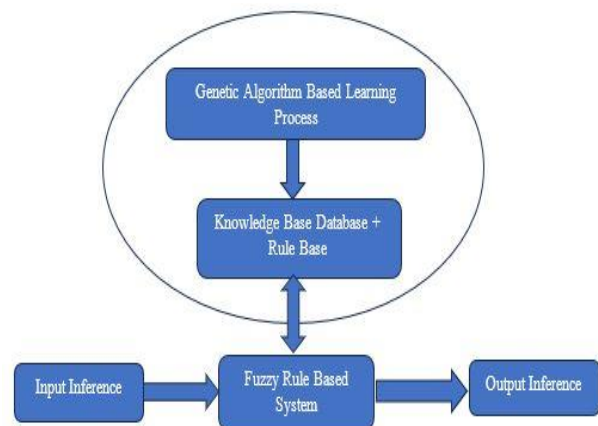 Genetic Algorithm Based Learning
Process
Knowledge Base Database +
Rule Base
Input Inference
Fuzzy Rule Based
System
Output Inference